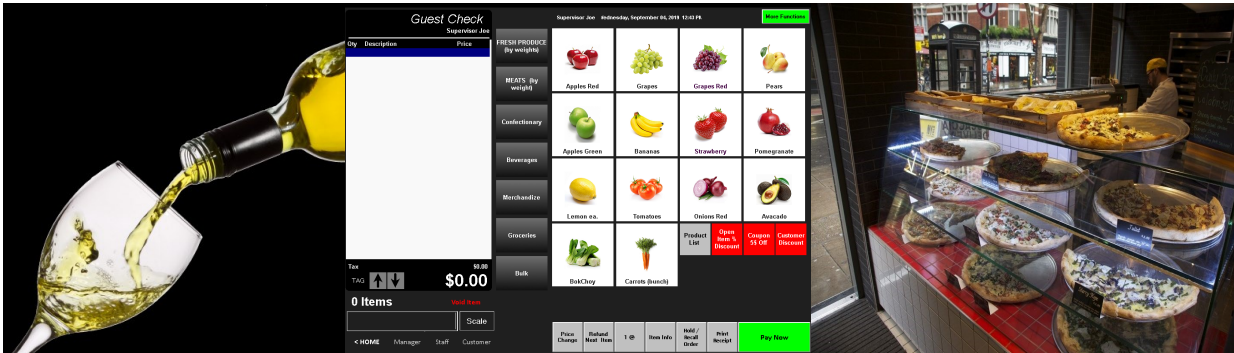 Guest Check
Supervisor Joe
Qty Description Price
Tax $0.00
TAG $0.00
0 Items Void Item
Scale
< HOME Manager Staff Customer
Supervisor Joe Wednesday, September 04, 2019 12:43 PM
More Functions
FRESH PRODUCE
(by weights)
MEATS (by
weight)
Confectionary
Beverages
Merchandize
Groceries
Bulk
Apples Red Grapes Grapes Red Pears
Apples Green Bananas Strawberry Pomegranate
Lemon ea. Tomatoes Onions Red Avacado
BokChoy Carrots (bunch)
Product
List
Open
Item %
Discount
Coupon
5$ Off
Customer
Discount
Price
Change
Refund
Next Item
1 @
Item Info
Hold /
Recall
Order
Print
Receipt
Pay Now